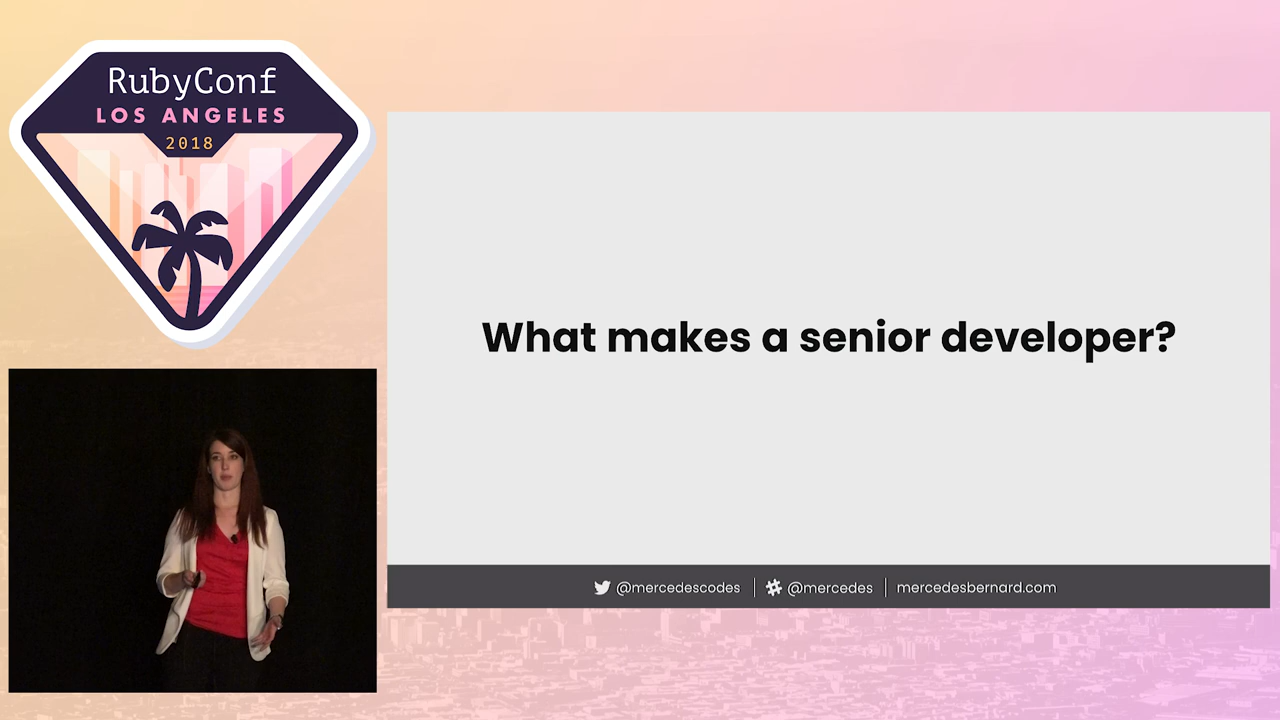 RubyConf
LOS ANGELES
2018
What makes a senior developer?
@mercedescodes
@mercedes
mercedesbernard.com